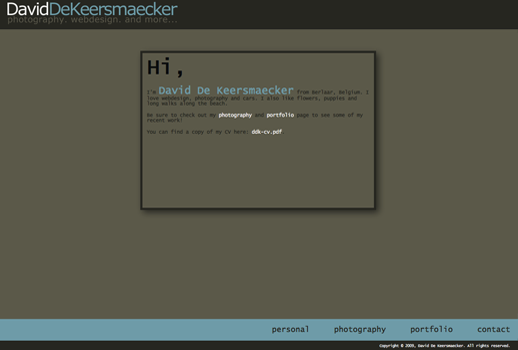 DavidDeKeersmaecker
photography. webdesign. and more...
Hi,
I'm David De Keersmaecker from Berlaar, Belgium. I
love webdesign, photography and cars. I also like flowers, puppies and
long walks along the beach.
Be sure to check out my photography and portfolio page to see some of my
recent work!
You can find a copy of my CV here: ddk-cv.pdf
personal photography portfolio contact
Copyright © 2009, David De Keersmaecker. All rights reserved.